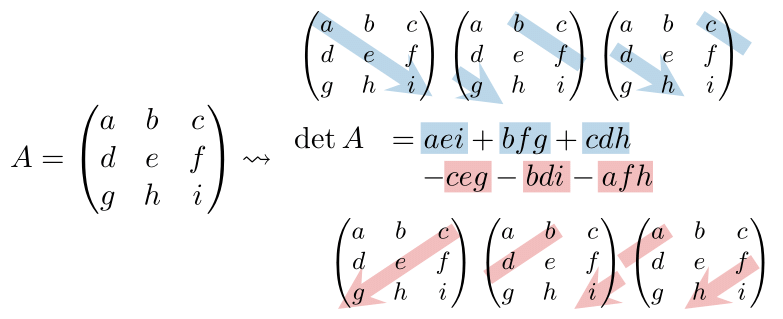 a b c a b c a b c
d e f d e f d e f
g h i g h i g h i
A = (a b c
d e f
g h i) ⇝
det A = aei + bfg + cdh
−ceg − bdi − afh
a b c a b c a b c
d e f d e f d e f
g h i g h i g h i